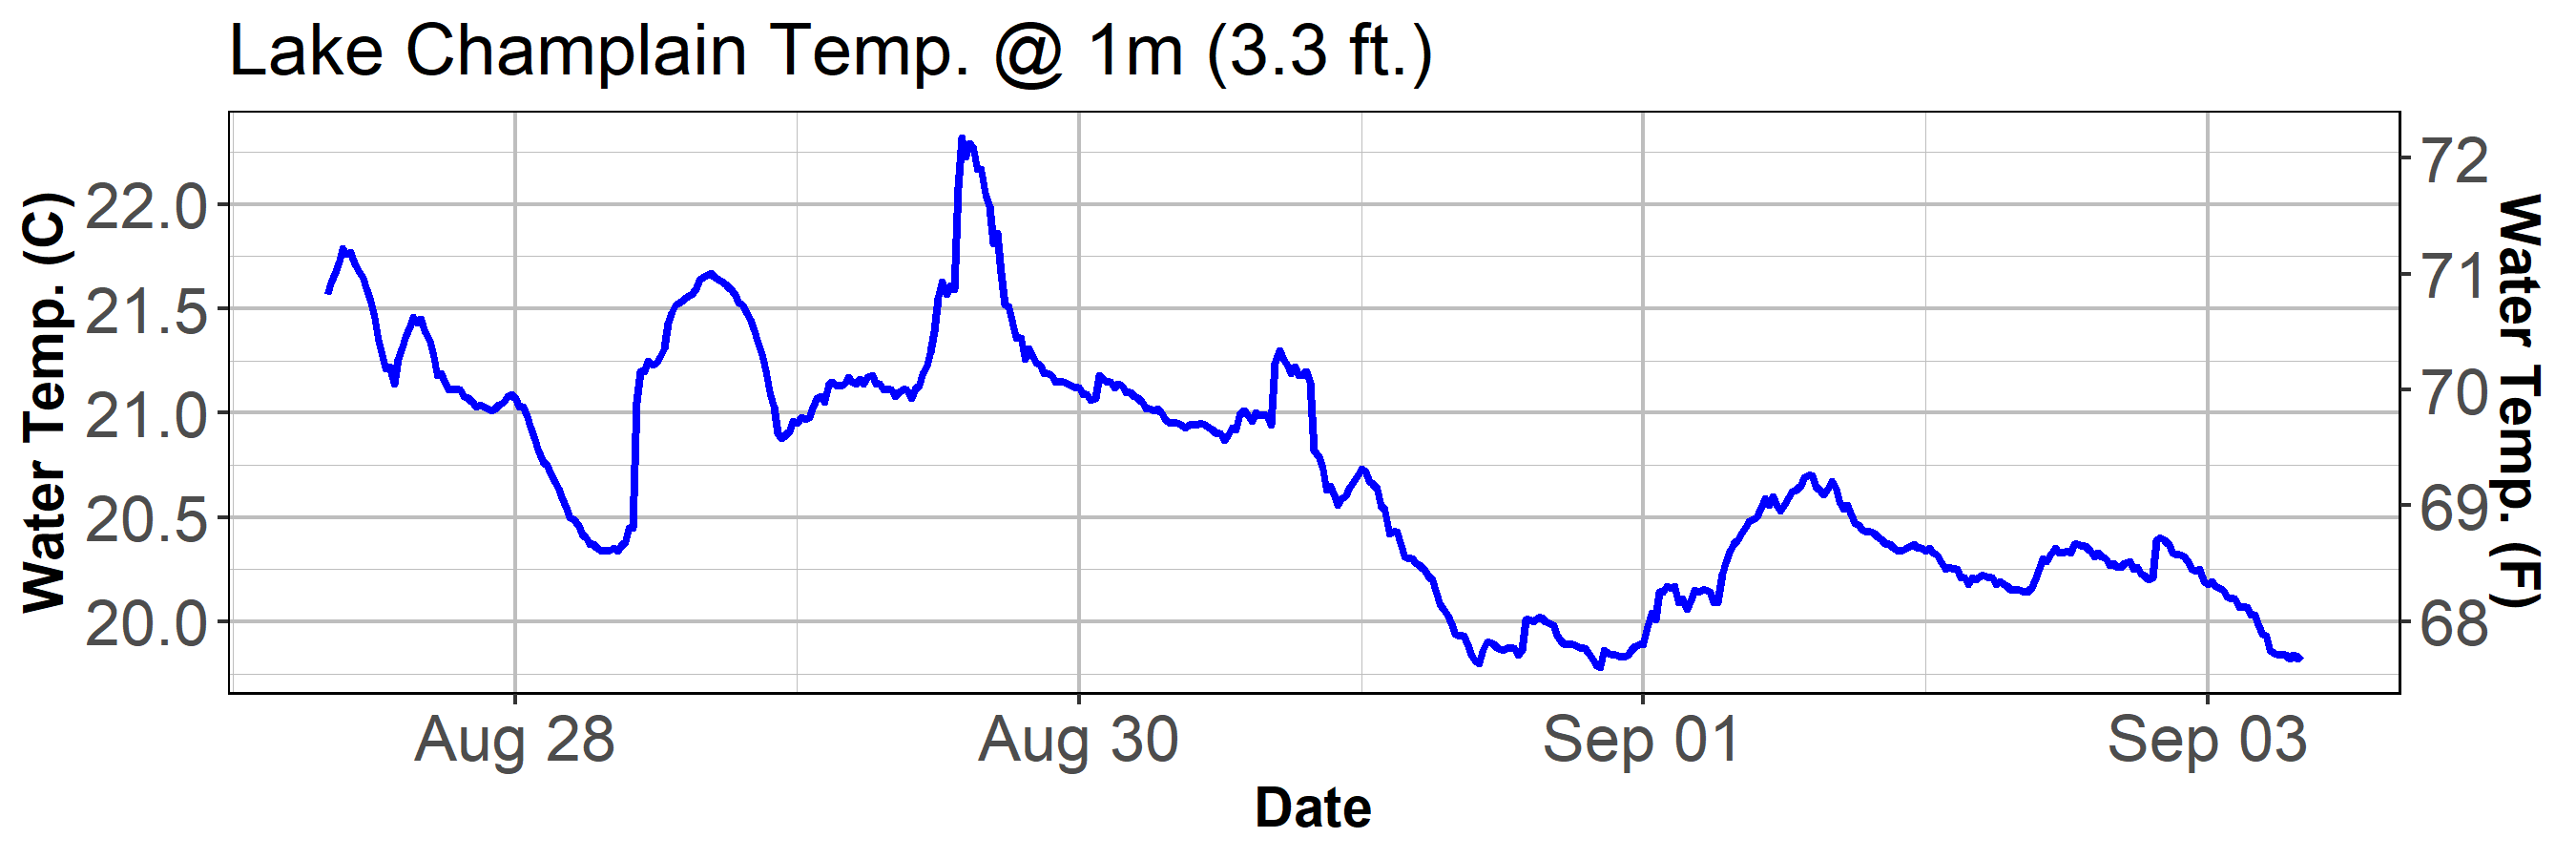 Lake Champlain Temp. @ 1m (3.3 ft.)
Water Temp. (C)
22.0
21.5
21.0
20.5
20.0
72
71
70
69
68
Water Temp. (F)
Aug 28
Aug 30
Sep 01
Sep 03
Date